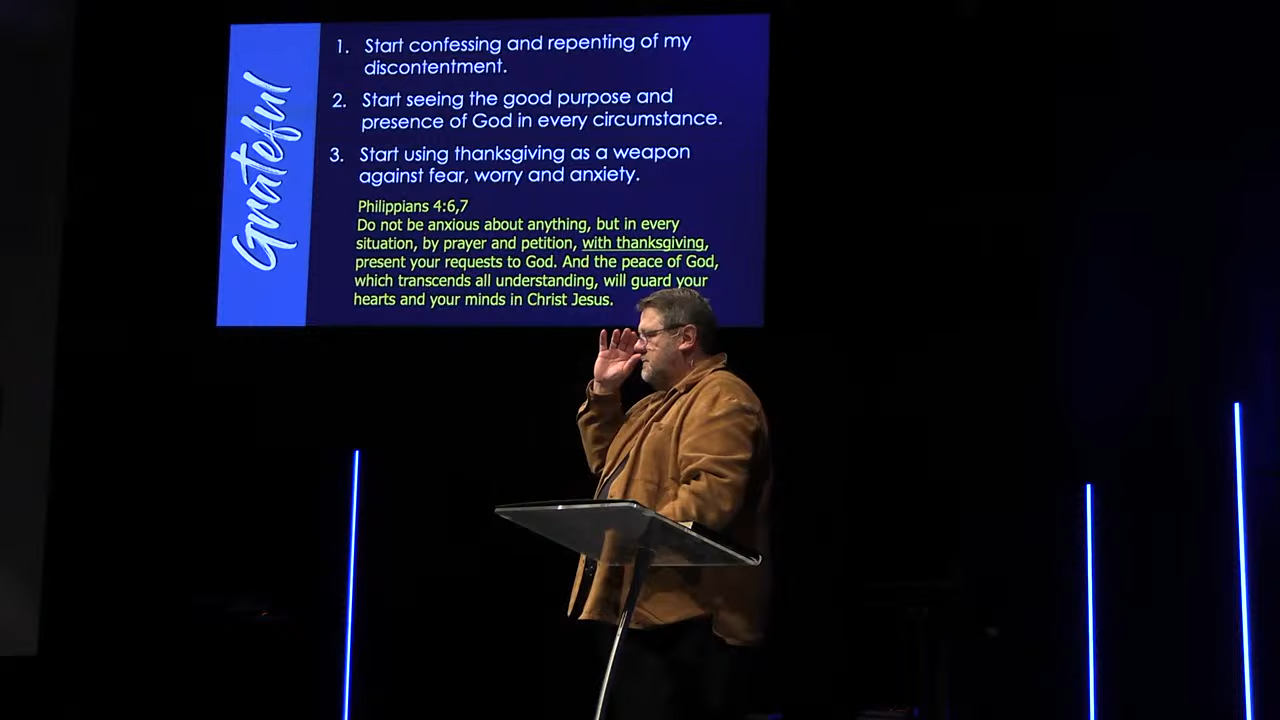 Grateful
1. Start confessing and repenting of my
discontentment.
2. Start seeing the good purpose and
presence of God in every circumstance.
3. Start using thanksgiving as a weapon
against fear, worry and anxiety.
Philippians 4:6,7
Do not be anxious about anything, but in every
situation, by prayer and petition, with thanksgiving,
present your requests to God. And the peace of God,
which transcends all understanding, will guard your
hearts and your minds in Christ Jesus.